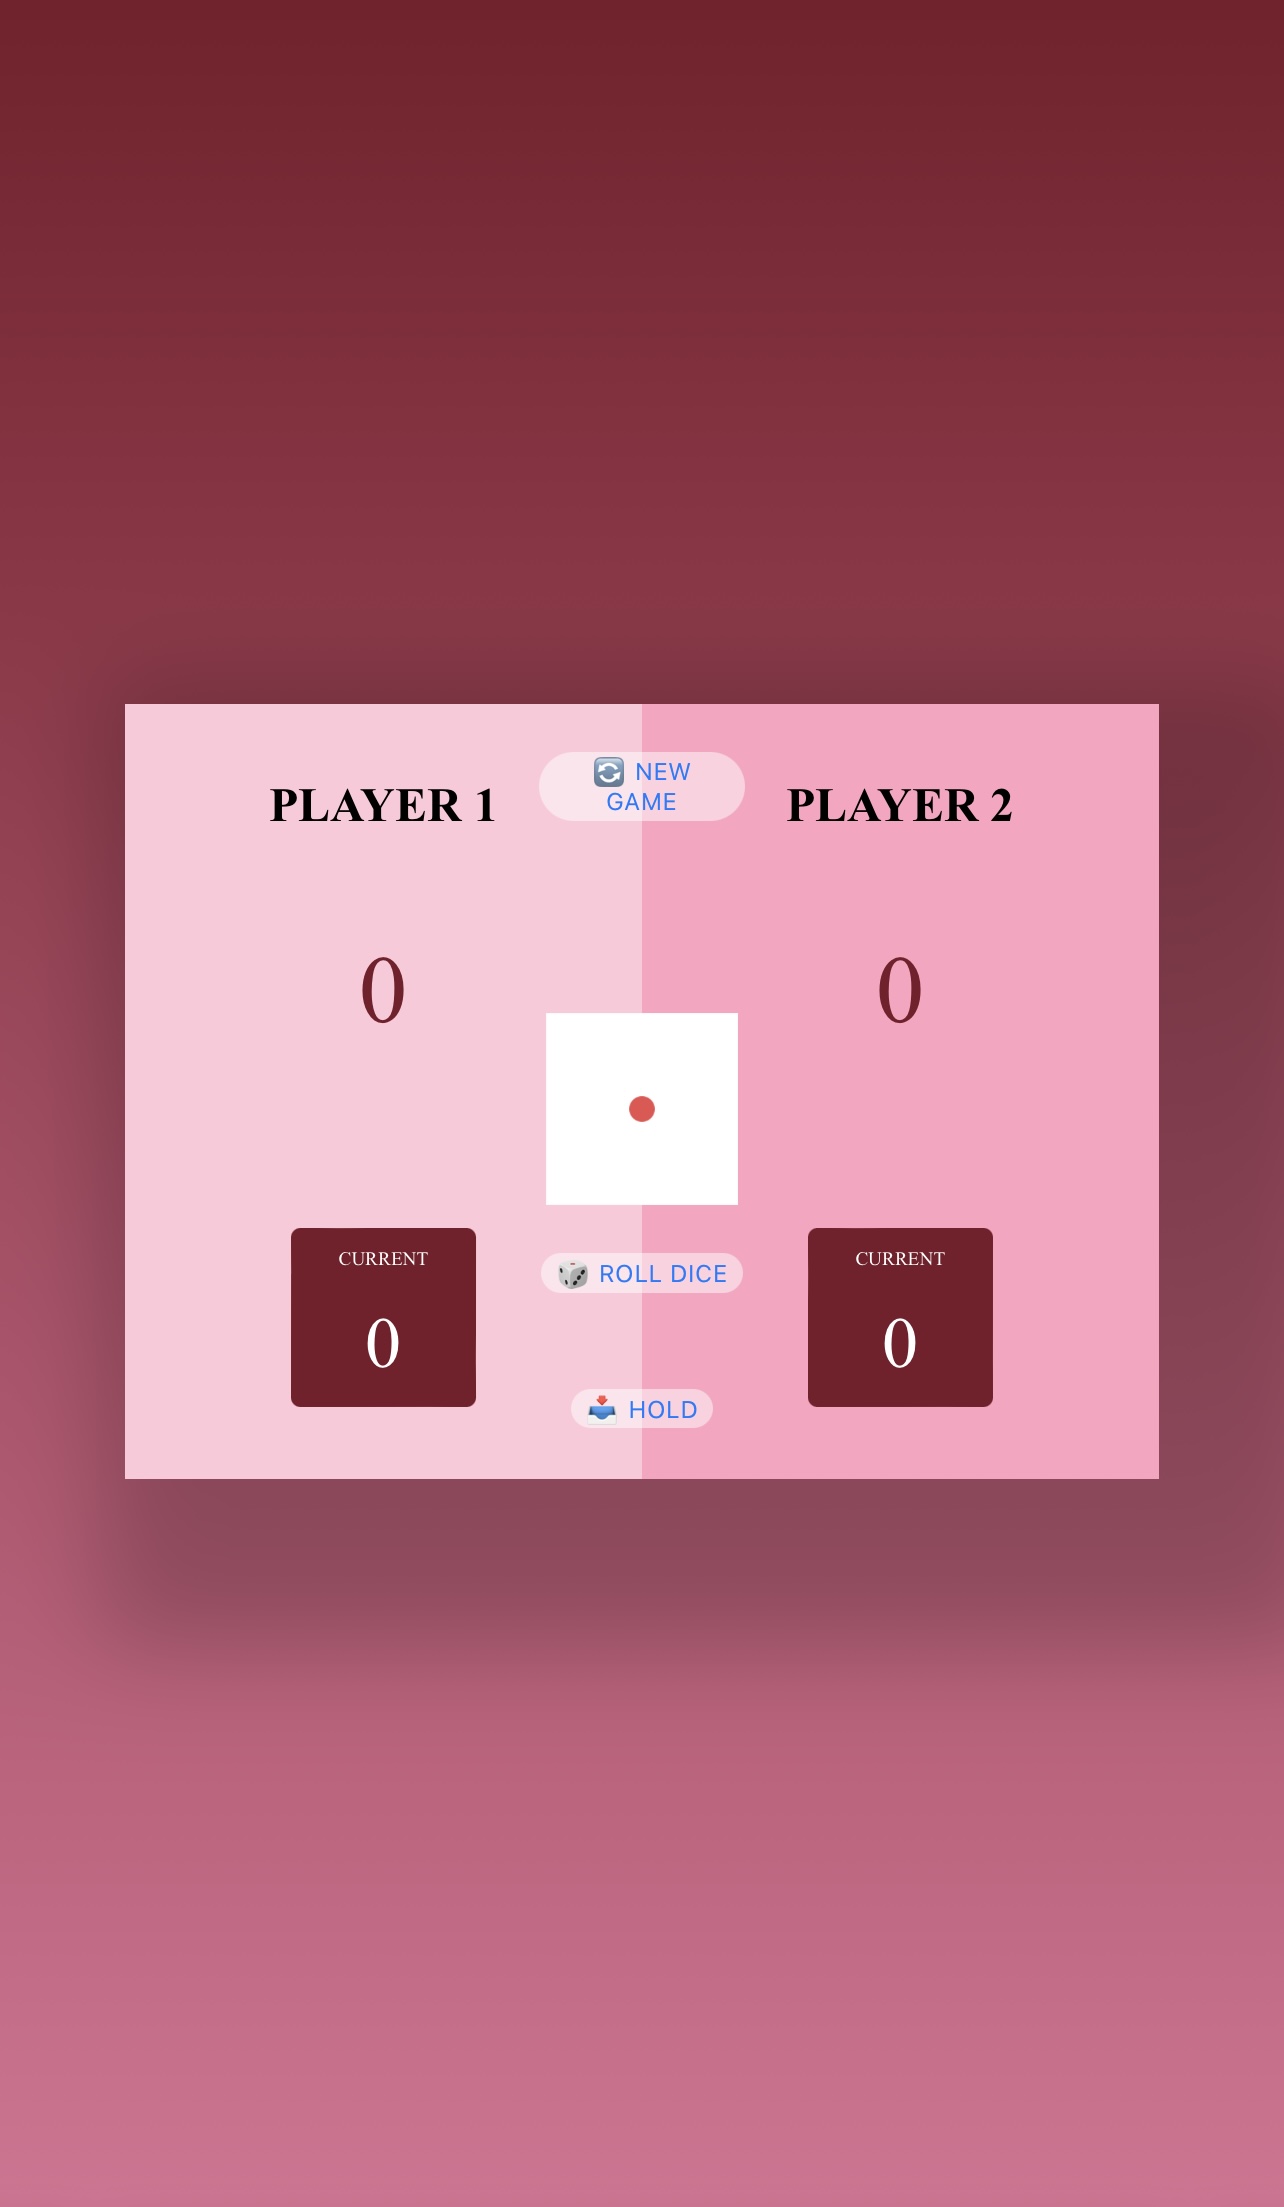 PLAYER 1
🔄 NEW
GAME
PLAYER 2
0
0
CURRENT
0
🎲 ROLL DICE
📥 HOLD
CURRENT
0